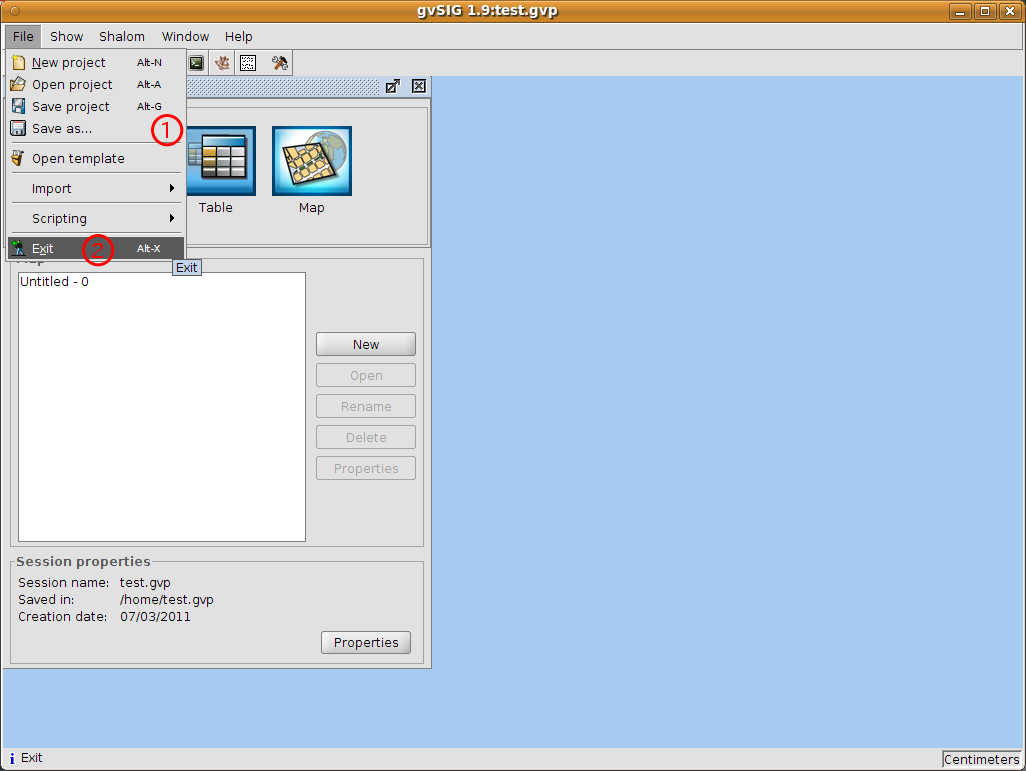 gvSIG 1.9:test.gvp
File Show Shalom Window Help
New project Alt-N
Open project Alt-A
Save project Alt-G
Save as...
1
Open template
Import
Scripting
Exit 2 Alt-X
Exit
Table Map
Untitled - 0
New
Open
Rename
Delete
Properties
Session properties
Session name: test.gvp
Saved in: /home/test.gvp
Creation date: 07/03/2011
Properties
Exit
Centimeters